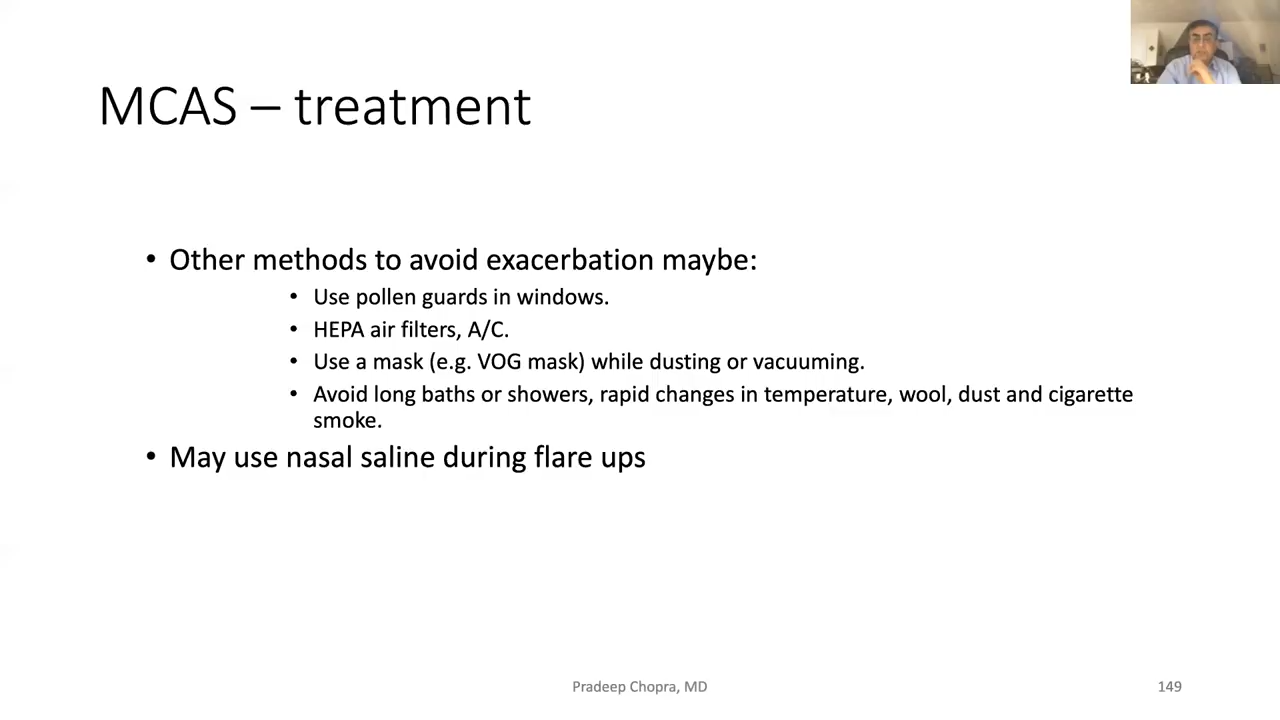 MCAS – treatment
• Other methods to avoid exacerbation maybe:
• Use pollen guards in windows.
• HEPA air filters, A/C.
• Use a mask (e.g. VOG mask) while dusting or vacuuming.
• Avoid long baths or showers, rapid changes in temperature, wool, dust and cigarette
smoke.
• May use nasal saline during flare ups
Pradeep Chopra, MD
149